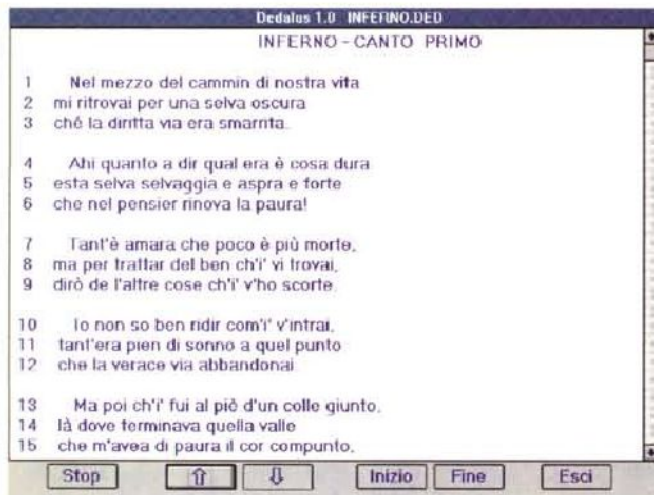 Dedalus 1.0 INFERNO.DED
INFERNO - CANTO PRIMO
1 Nel mezzo del cammin di nostra vita
2 mi ritrovai per una selva oscura
3 ché la diritta via era smarrita.
4 Ahi quanto a dir qual era è cosa dura
5 esta selva selvaggia e aspra e forte
6 che nel pensier rinova la paura!
7 Tant'è amara che poco è più morte,
8 ma per trattar del ben ch'i' vi trovai,
9 dirò de l'altre cose ch'i' v'ho scorte.
10 Io non so ben ridir com'i' v'intrai,
11 tant'era pien di sonno a quel punto
12 che la verace via abbandonai.
13 Ma poi ch'i' fui al piè d'un colle giunto,
14 là dove terminava quella valle
15 che m'avea di paura il cor compunto,
Stop ⇧ ⇩ Inizio Fine Esci